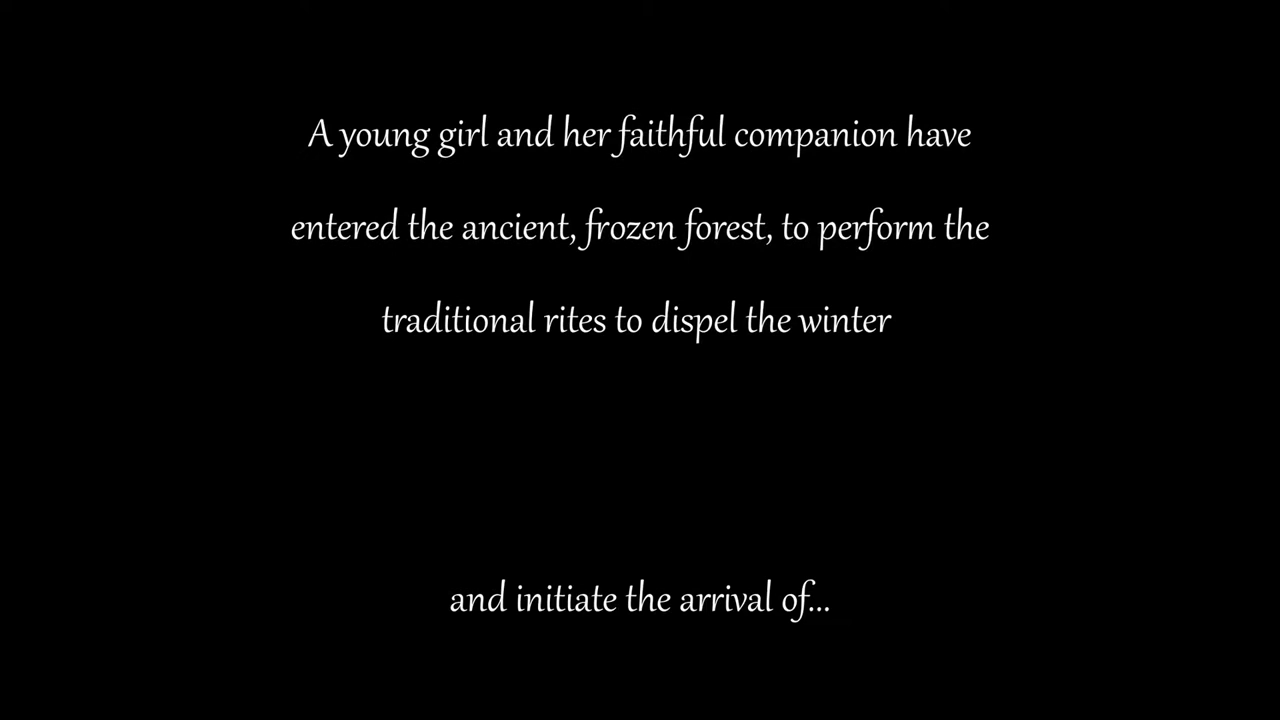 A young girl and her faithful companion have
entered the ancient, frozen forest, to perform the
traditional rites to dispel the winter
and initiate the arrival of...